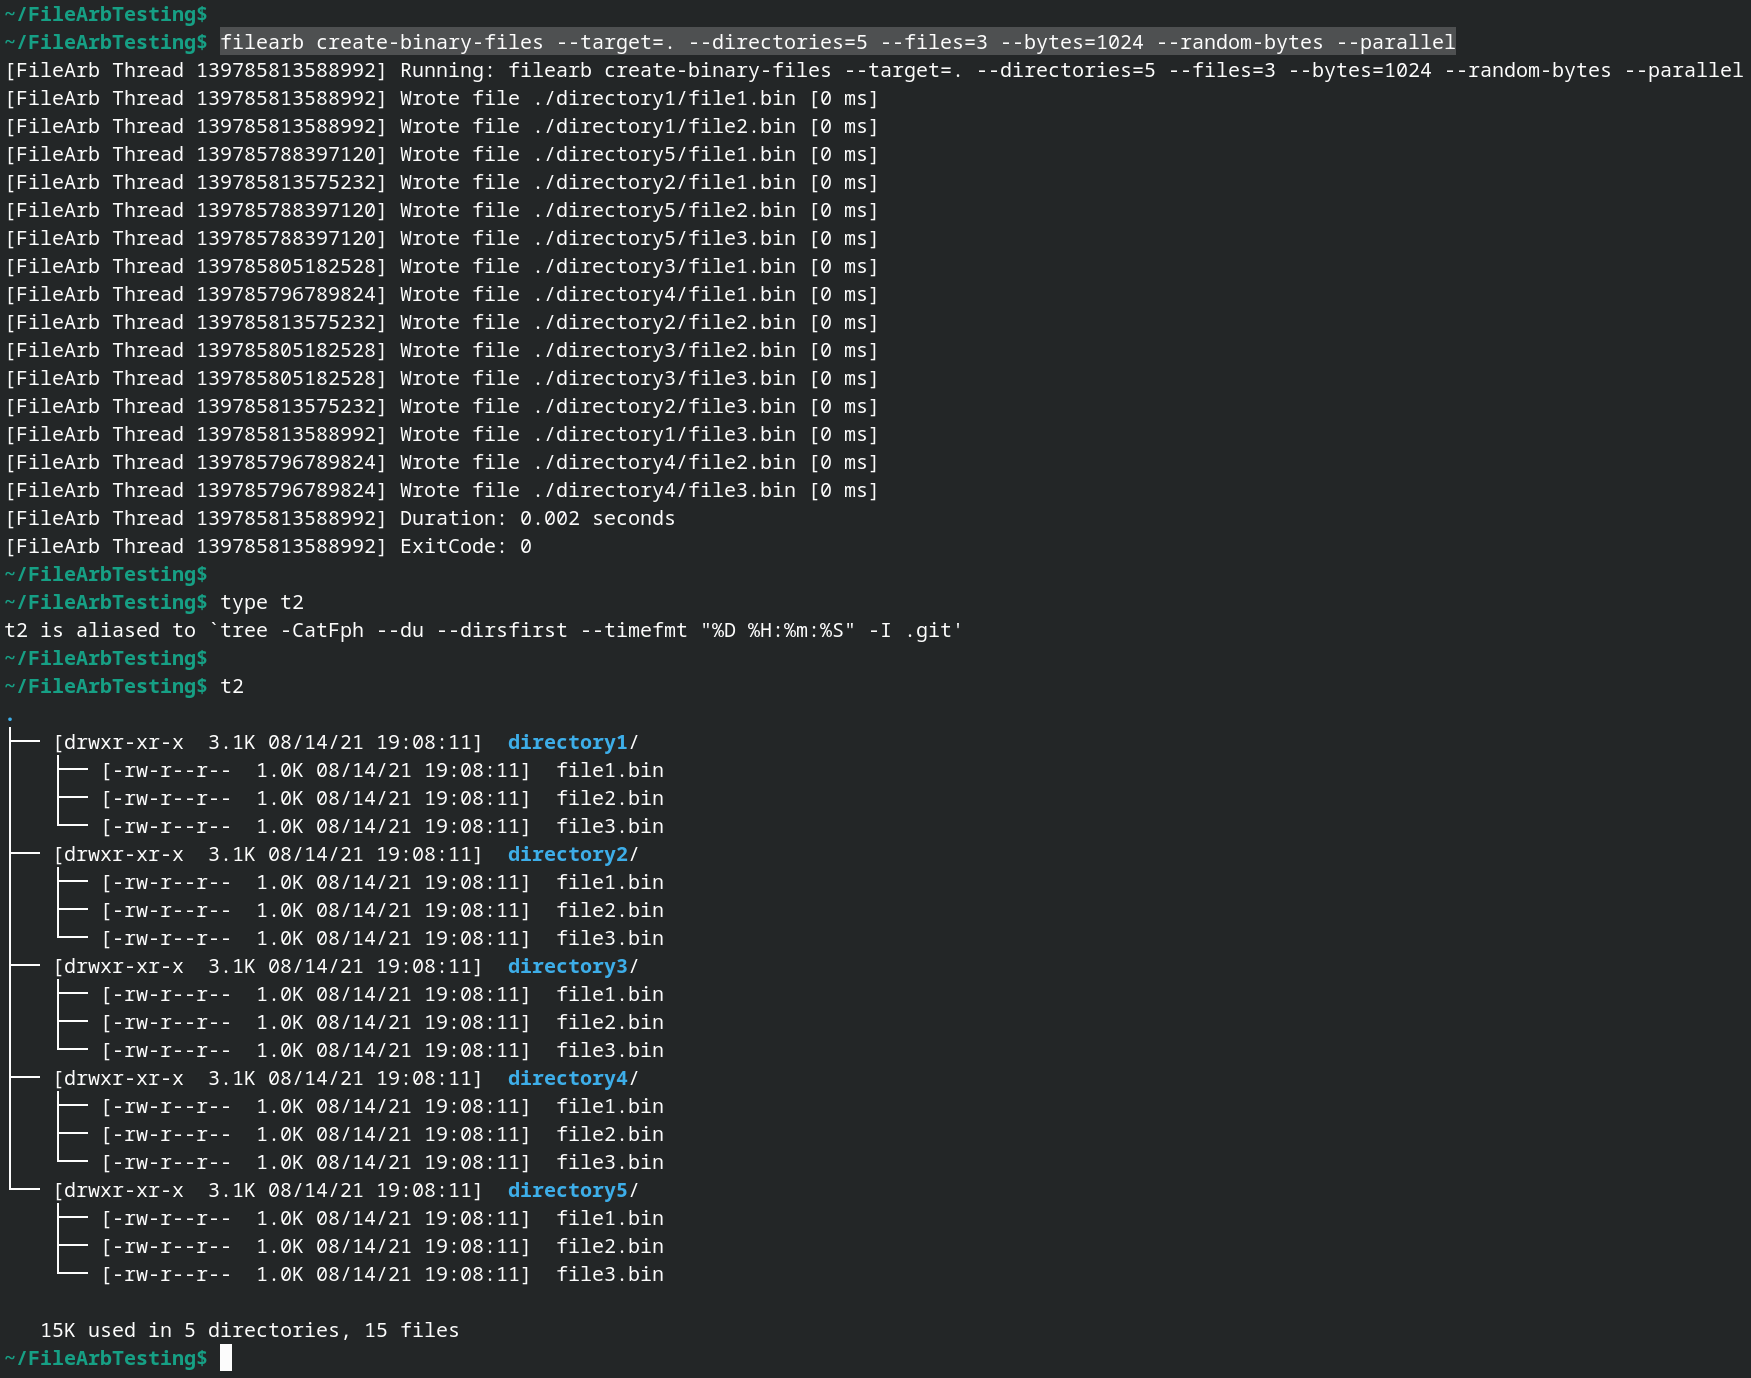 ~/FileArbTesting$
~/FileArbTesting$ filearb create-binary-files --target=. --directories=5 --files=3 --bytes=1024 --random-bytes --parallel
[FileArb Thread 139785813588992] Running: filearb create-binary-files --target=. --directories=5 --files=3 --bytes=1024 --random-bytes --parallel
[FileArb Thread 139785813588992] Wrote file ./directory1/file1.bin [0 ms]
[FileArb Thread 139785813588992] Wrote file ./directory1/file2.bin [0 ms]
[FileArb Thread 139785788397120] Wrote file ./directory5/file1.bin [0 ms]
[FileArb Thread 139785813575232] Wrote file ./directory2/file1.bin [0 ms]
[FileArb Thread 139785788397120] Wrote file ./directory5/file2.bin [0 ms]
[FileArb Thread 139785788397120] Wrote file ./directory5/file3.bin [0 ms]
[FileArb Thread 139785805182528] Wrote file ./directory3/file1.bin [0 ms]
[FileArb Thread 139785796789824] Wrote file ./directory4/file1.bin [0 ms]
[FileArb Thread 139785813575232] Wrote file ./directory2/file2.bin [0 ms]
[FileArb Thread 139785805182528] Wrote file ./directory3/file2.bin [0 ms]
[FileArb Thread 139785805182528] Wrote file ./directory3/file3.bin [0 ms]
[FileArb Thread 139785813575232] Wrote file ./directory2/file3.bin [0 ms]
[FileArb Thread 139785813588992] Wrote file ./directory1/file3.bin [0 ms]
[FileArb Thread 139785796789824] Wrote file ./directory4/file2.bin [0 ms]
[FileArb Thread 139785796789824] Wrote file ./directory4/file3.bin [0 ms]
[FileArb Thread 139785813588992] Duration: 0.002 seconds
[FileArb Thread 139785813588992] ExitCode: 0
~/FileArbTesting$
~/FileArbTesting$ type t2
t2 is aliased to `tree -CatFph --du --dirsfirst --timefmt "%D %H:%m:%S" -I .git'
~/FileArbTesting$
~/FileArbTesting$ t2
.
├── [drwxr-xr-x  3.1K 08/14/21 19:08:11]  directory1/
│   ├── [-rw-r--r--  1.0K 08/14/21 19:08:11]  file1.bin
│   ├── [-rw-r--r--  1.0K 08/14/21 19:08:11]  file2.bin
│   └── [-rw-r--r--  1.0K 08/14/21 19:08:11]  file3.bin
├── [drwxr-xr-x  3.1K 08/14/21 19:08:11]  directory2/
│   ├── [-rw-r--r--  1.0K 08/14/21 19:08:11]  file1.bin
│   ├── [-rw-r--r--  1.0K 08/14/21 19:08:11]  file2.bin
│   └── [-rw-r--r--  1.0K 08/14/21 19:08:11]  file3.bin
├── [drwxr-xr-x  3.1K 08/14/21 19:08:11]  directory3/
│   ├── [-rw-r--r--  1.0K 08/14/21 19:08:11]  file1.bin
│   ├── [-rw-r--r--  1.0K 08/14/21 19:08:11]  file2.bin
│   └── [-rw-r--r--  1.0K 08/14/21 19:08:11]  file3.bin
├── [drwxr-xr-x  3.1K 08/14/21 19:08:11]  directory4/
│   ├── [-rw-r--r--  1.0K 08/14/21 19:08:11]  file1.bin
│   ├── [-rw-r--r--  1.0K 08/14/21 19:08:11]  file2.bin
│   └── [-rw-r--r--  1.0K 08/14/21 19:08:11]  file3.bin
└── [drwxr-xr-x  3.1K 08/14/21 19:08:11]  directory5/
    ├── [-rw-r--r--  1.0K 08/14/21 19:08:11]  file1.bin
    ├── [-rw-r--r--  1.0K 08/14/21 19:08:11]  file2.bin
    └── [-rw-r--r--  1.0K 08/14/21 19:08:11]  file3.bin

   15K used in 5 directories, 15 files
~/FileArbTesting$